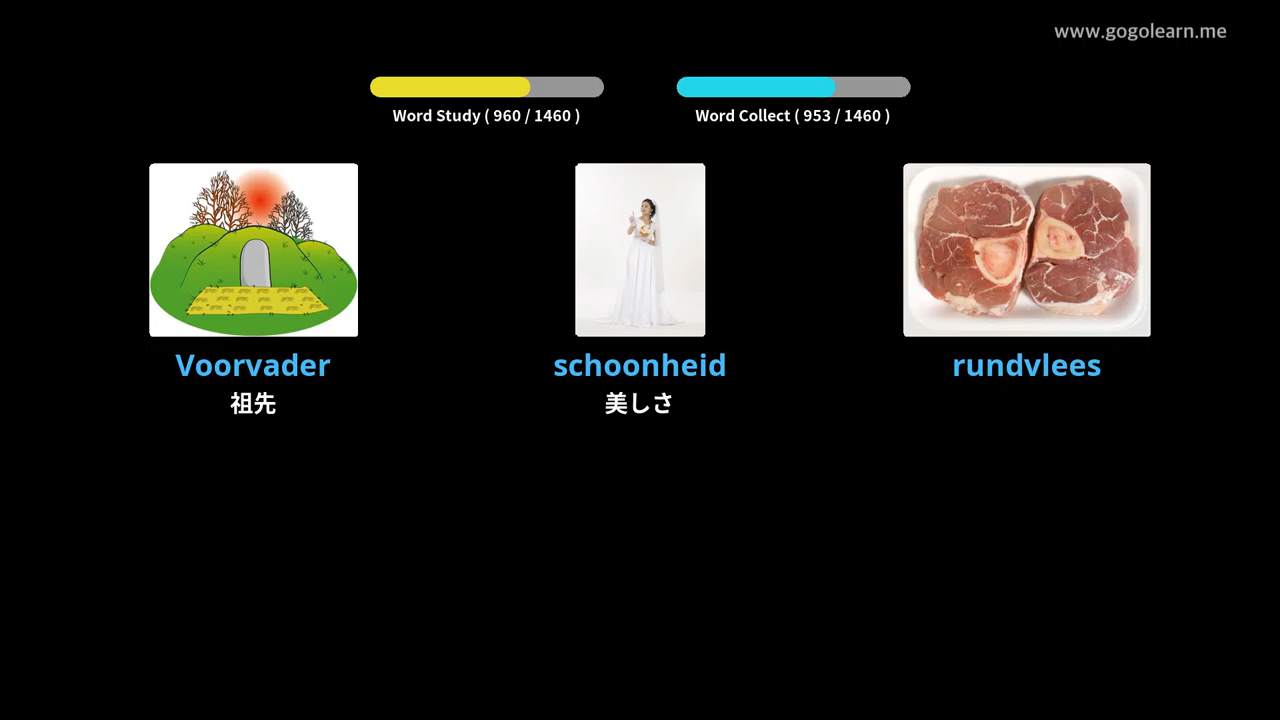 www.gogolearn.me
Word Study ( 960 / 1460 )
Word Collect ( 953 / 1460 )
Voorvader
祖先
schoonheid
美しさ
rundvlees